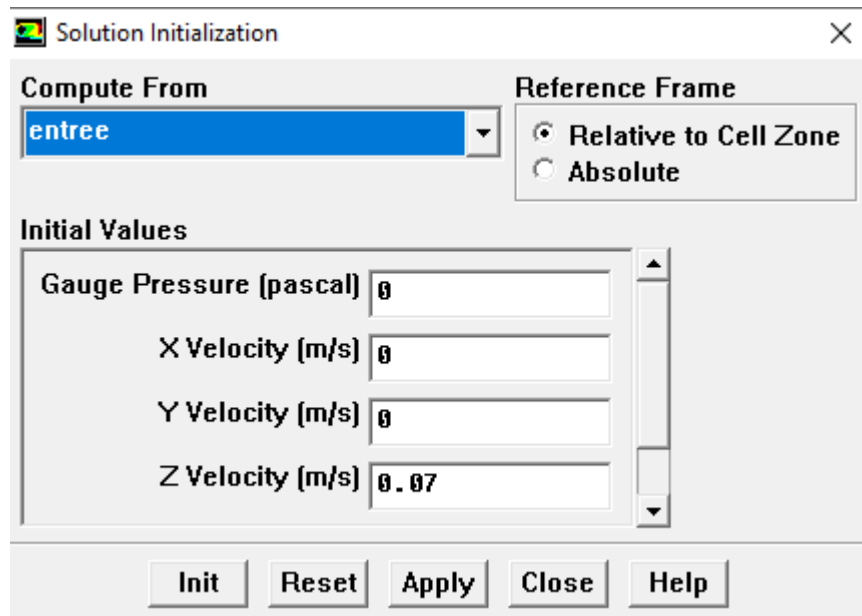 Solution Initialization
Compute From
entree
Reference Frame
Relative to Cell Zone
Absolute
Initial Values
Gauge Pressure (pascal) 0
X Velocity (m/s) 0
Y Velocity (m/s) 0
Z Velocity (m/s) 0.07
Init Reset Apply Close Help